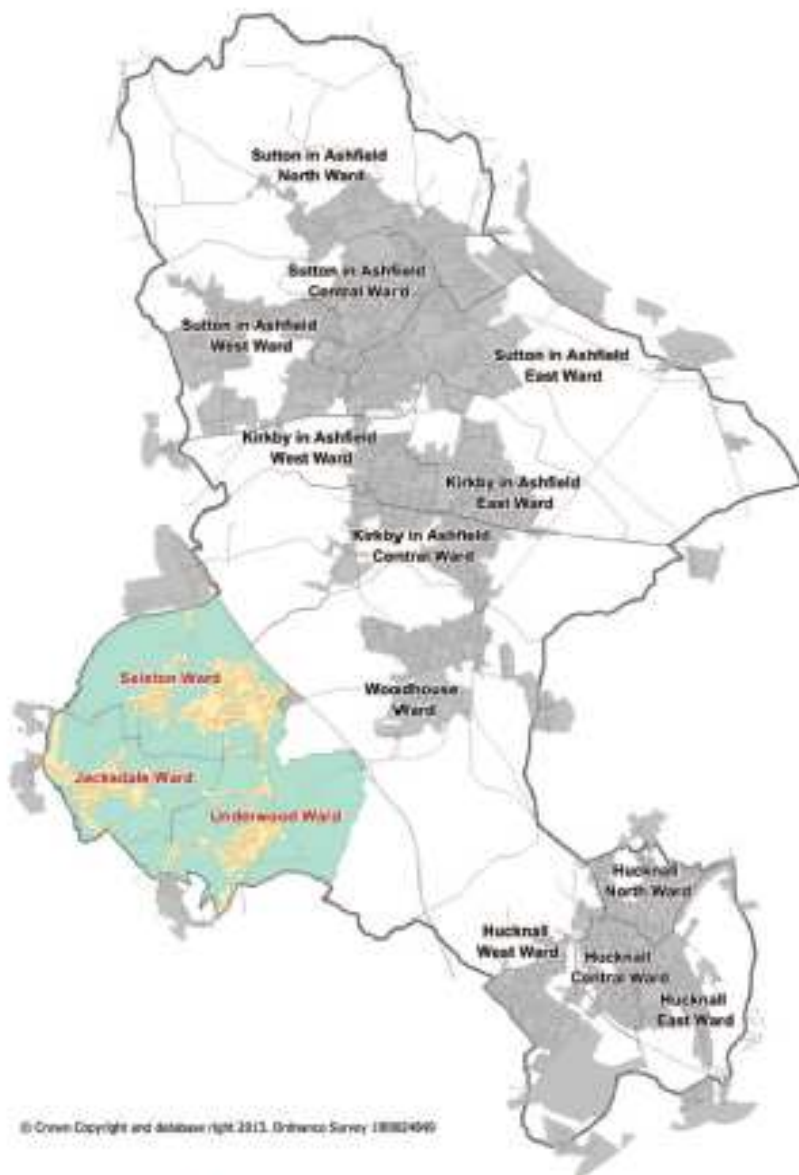 Sutton in Ashfield
North Ward
Sutton in Ashfield
Central Ward
Sutton in Ashfield
West Ward
Sutton in Ashfield
East Ward
Kirkby in Ashfield
West Ward
Kirkby in Ashfield
East Ward
Kirkby in Ashfield
Central Ward
Selston Ward
Woodhouse
Ward
Jacksdale Ward
Underwood Ward
Hucknall
North Ward
Hucknall
West Ward
Hucknall
Central Ward
Hucknall
East Ward
© Crown Copyright and database right 2013. Ordnance Survey